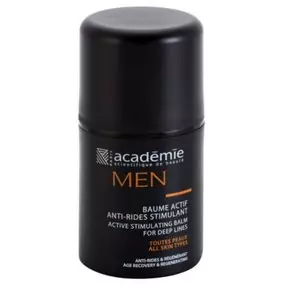 académie
scientifique de beauté
MEN
BAUME ACTIF
ANTI-RIDES STIMULANT
ACTIVE STIMULATING BALM
FOR DEEP LINES
TOUTES PEAUX
ALL SKIN TYPES
ANTI-RIDES & RÉGÉNÉRANT
AGE RECOVERY & REGENERATING